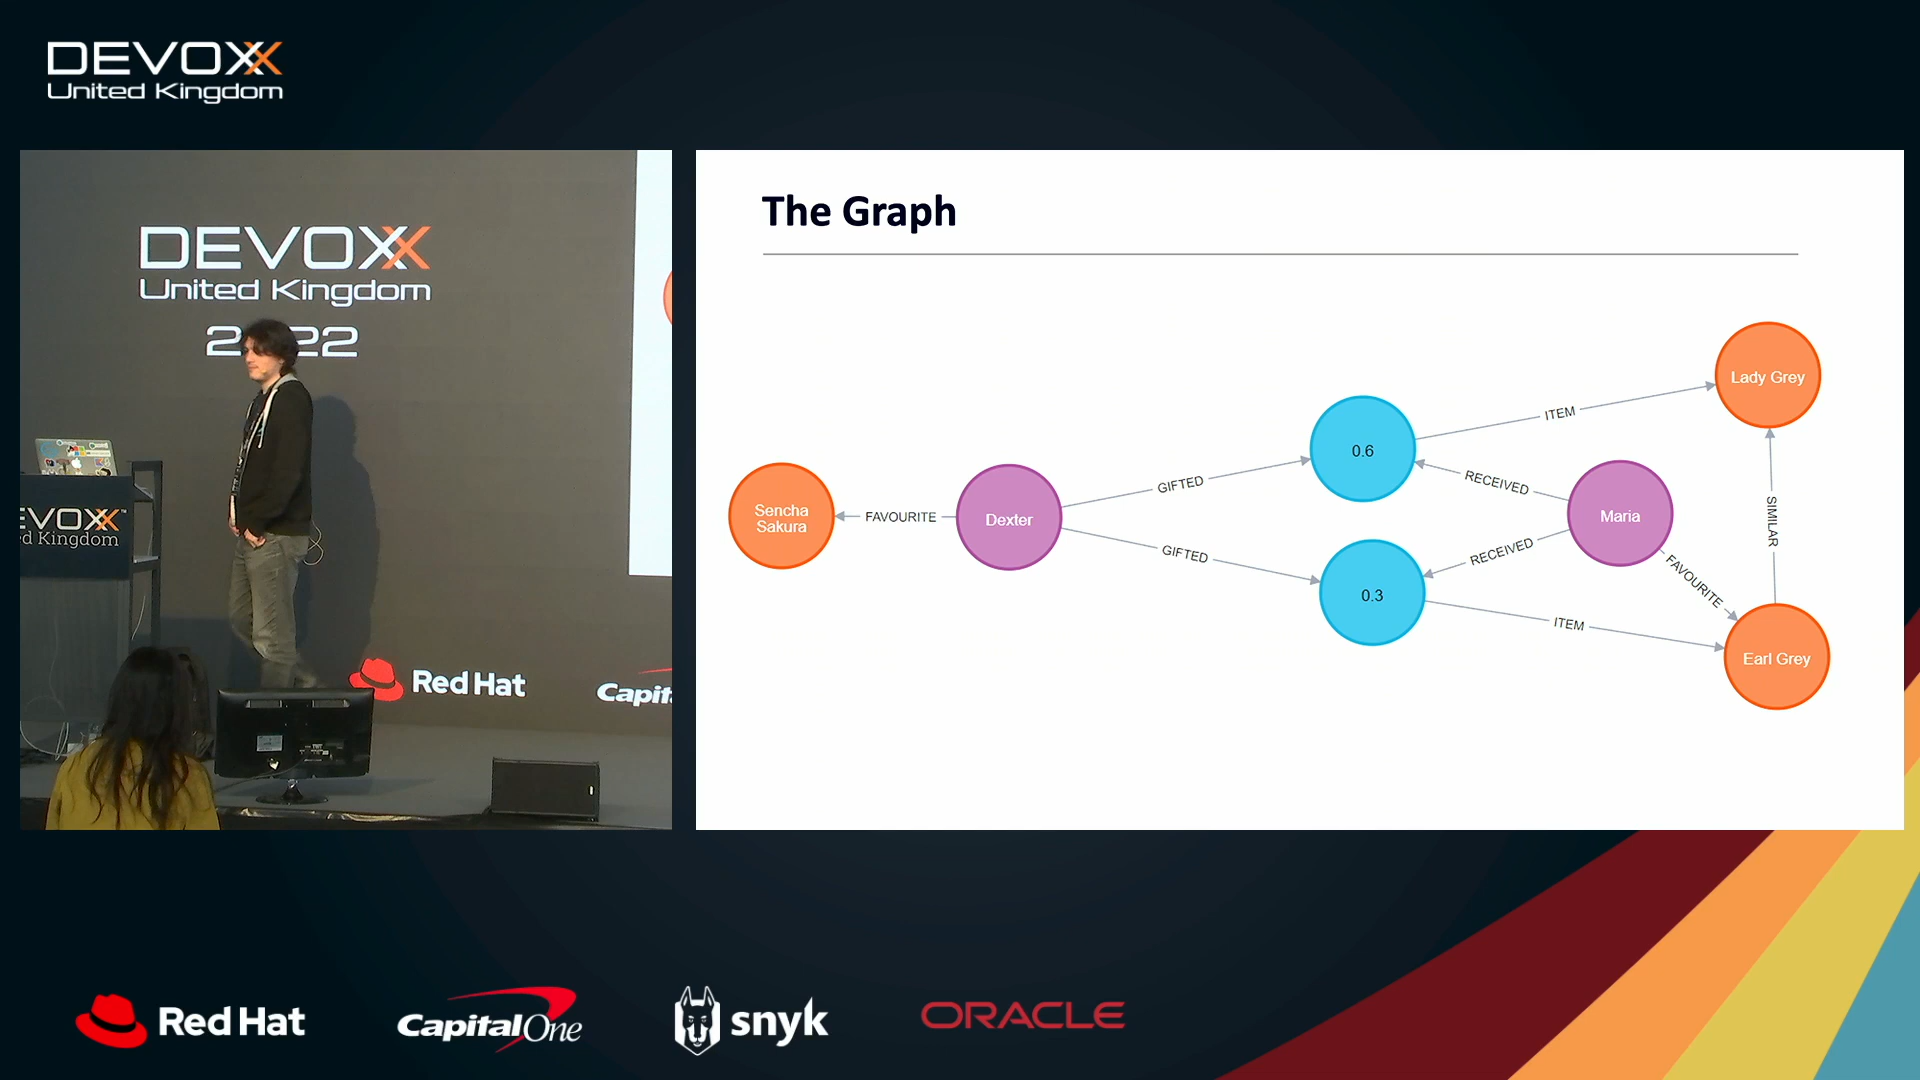 DEVOXX
United Kingdom
DEVOXX
United Kingdom
2022
VOXX
d Kingdom
Red Hat
Capit
The Graph
Lady Grey
ITEM
0.6
GIFTED
RECEIVED
Sencha
Sakura
FAVOURITE
Dexter
Maria
SIMILAR
GIFTED
RECEIVED
FAVOURITE
0.3
ITEM
Earl Grey
Red Hat
CapitalOne
snyk
ORACLE